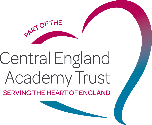 PART OF THE
Central England
Academy Trust
SERVING THE HEART OF ENGLAND